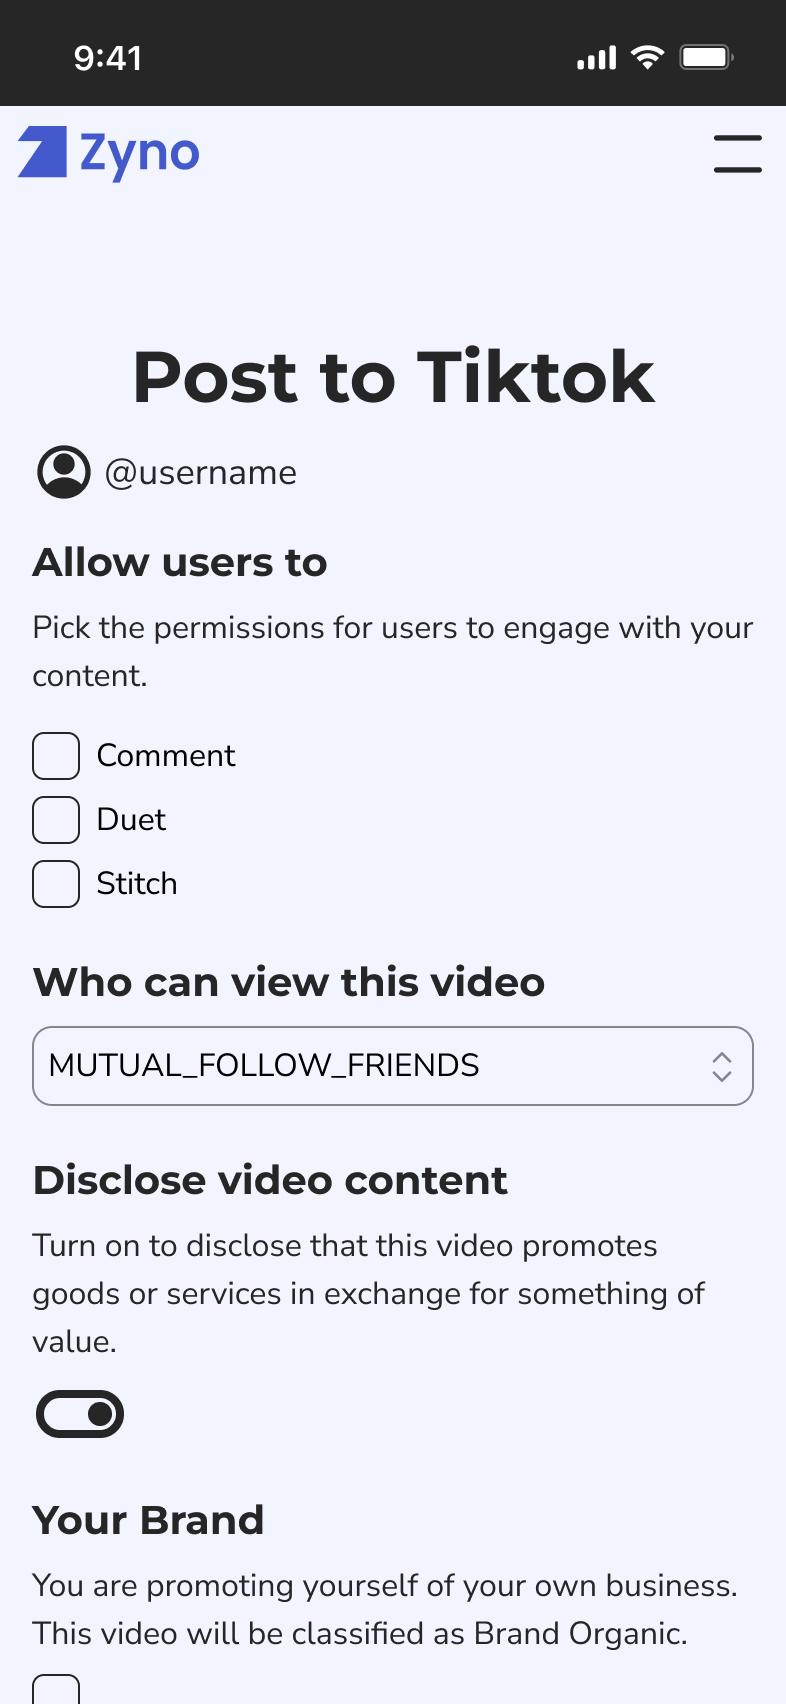 9:41
Zyno
Post to Tiktok
@username
Allow users to
Pick the permissions for users to engage with your
content.
Comment
Duet
Stitch
Who can view this video
MUTUAL_FOLLOW_FRIENDS
Disclose video content
Turn on to disclose that this video promotes
goods or services in exchange for something of
value.
Your Brand
You are promoting yourself of your own business.
This video will be classified as Brand Organic.